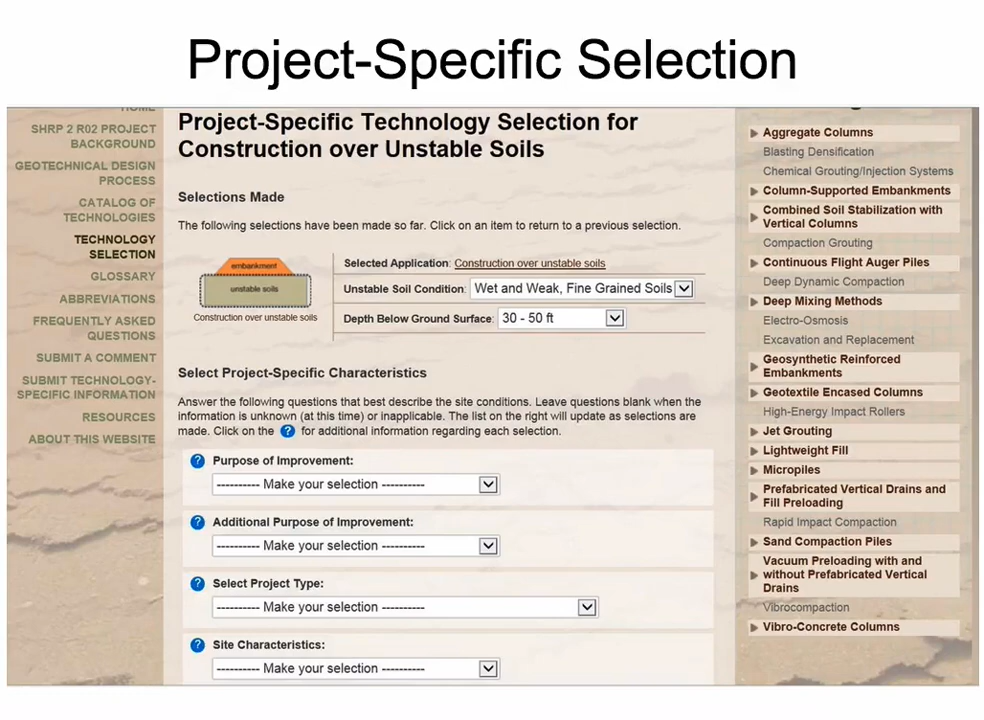 Project-Specific Selection
HOME
SHRP 2 R02 PROJECT
BACKGROUND
GEOTECHNICAL DESIGN
PROCESS
CATALOG OF
TECHNOLOGIES
TECHNOLOGY
SELECTION
GLOSSARY
ABBREVIATIONS
FREQUENTLY ASKED
QUESTIONS
SUBMIT A COMMENT
SUBMIT TECHNOLOGY-
SPECIFIC INFORMATION
RESOURCES
ABOUT THIS WEBSITE
Project-Specific Technology Selection for
Construction over Unstable Soils
Selections Made
The following selections have been made so far. Click on an item to return to a previous selection.
embankment
unstable soils
Construction over unstable soils
Selected Application: Construction over unstable soils
Unstable Soil Condition: Wet and Weak, Fine Grained Soils
Depth Below Ground Surface: 30 - 50 ft
Select Project-Specific Characteristics
Answer the following questions that best describe the site conditions. Leave questions blank when the
information is unknown (at this time) or inapplicable. The list on the right will update as selections are
made. Click on the ? for additional information regarding each selection.
? Purpose of Improvement:
---------- Make your selection ----------
? Additional Purpose of Improvement:
---------- Make your selection ----------
? Select Project Type:
---------- Make your selection ----------
? Site Characteristics:
---------- Make your selection ----------
Aggregate Columns
Blasting Densification
Chemical Grouting/Injection Systems
Column-Supported Embankments
Combined Soil Stabilization with
Vertical Columns
Compaction Grouting
Continuous Flight Auger Piles
Deep Dynamic Compaction
Deep Mixing Methods
Electro-Osmosis
Excavation and Replacement
Geosynthetic Reinforced
Embankments
Geotextile Encased Columns
High-Energy Impact Rollers
Jet Grouting
Lightweight Fill
Micropiles
Prefabricated Vertical Drains and
Fill Preloading
Rapid Impact Compaction
Sand Compaction Piles
Vacuum Preloading with and
without Prefabricated Vertical
Drains
Vibrocompaction
Vibro-Concrete Columns